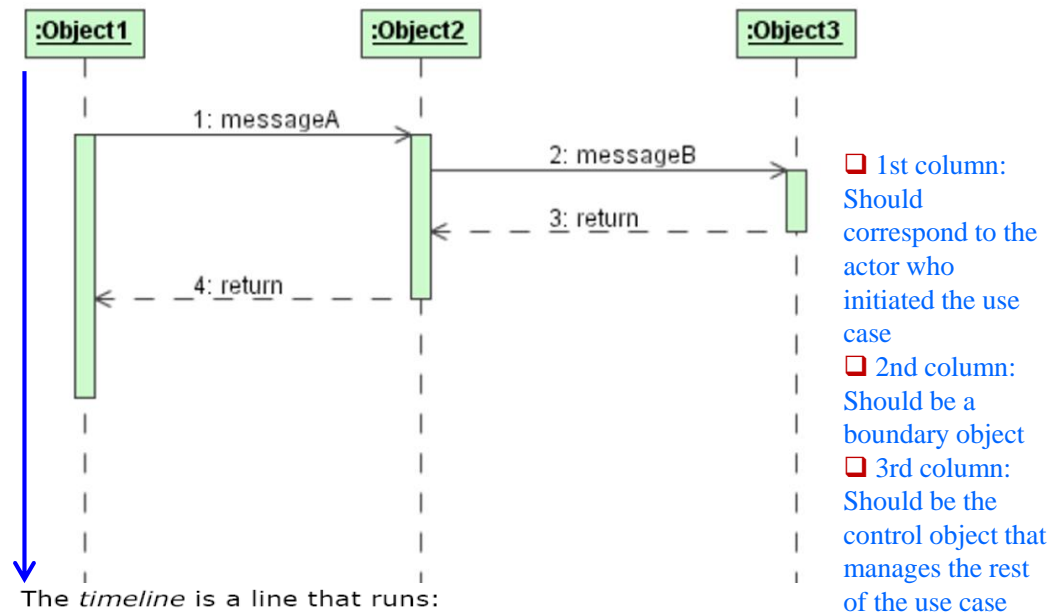 :Object1
:Object2
:Object3
1: messageA
2: messageB
3: return
4: return
❑ 1st column:
Should
correspond to the
actor who
initiated the use
case
❑ 2nd column:
Should be a
boundary object
❑ 3rd column:
Should be the
control object that
manages the rest
of the use case
The timeline is a line that runs: